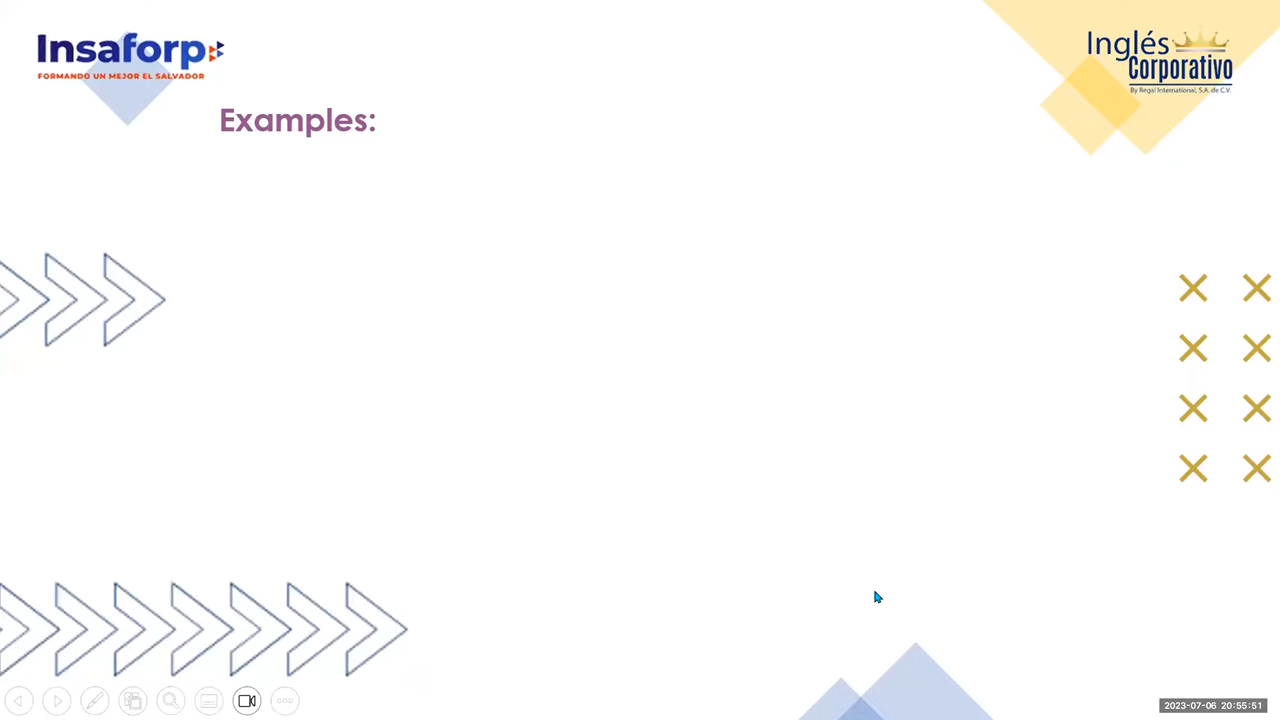 Insaforp
FORMANDO UN MEJOR EL SALVADOR
Inglés
Corporativo
By Regal International, S.A. de C.V.
Examples:
2023-07-06 20:55:51